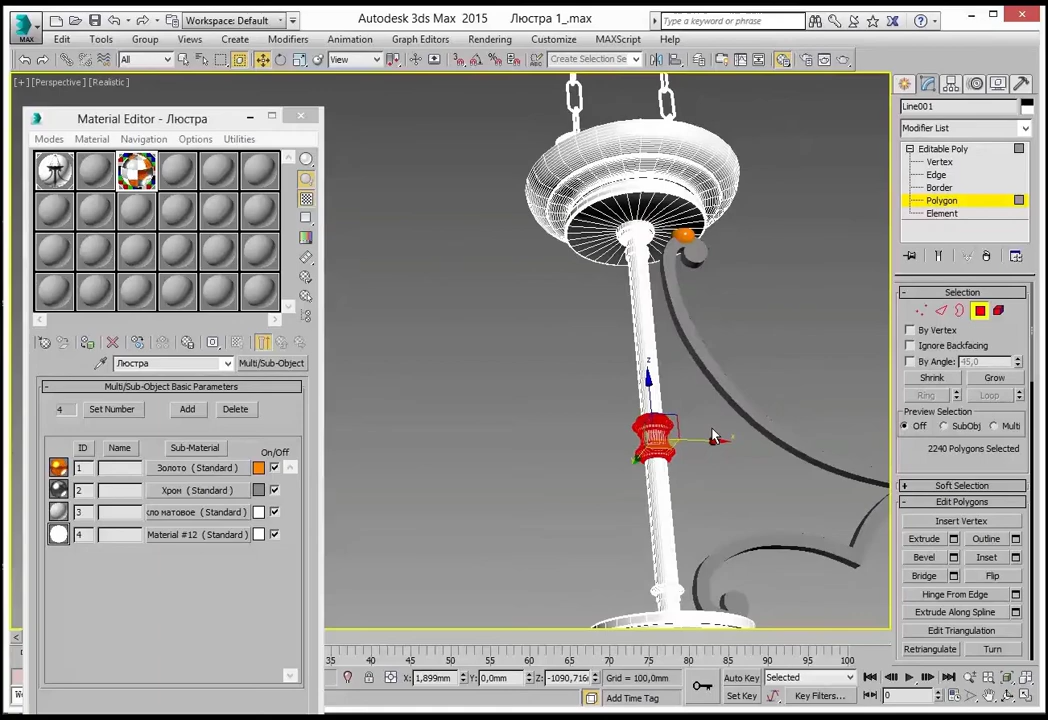 Workspace: Default
Autodesk 3ds Max 2015 Люстра 1_.max
Type a keyword or phrase
MAX
Edit Tools Group Views Create Modifiers Animation Graph Editors Rendering Customize MAXScript Help
All
View
Create Selection Se
[+] [Perspective] [Realistic]
Material Editor - Люстра
Modes Material Navigation Options Utilities
Люстра
Multi/Sub-Object
Multi/Sub-Object Basic Parameters
4 Set Number Add Delete
ID Name Sub-Material On/Off
1 Золото (Standard)
2 Хром (Standard)
3 кло матовое (Standard)
4 Material #12 (Standard)
z
x
Line001
Modifier List
Editable Poly
Vertex
Edge
Border
Polygon
Element
Selection
By Vertex
Ignore Backfacing
By Angle: 45,0
Shrink Grow
Ring Loop
Preview Selection
Off SubObj Multi
2240 Polygons Selected
Soft Selection
Edit Polygons
Insert Vertex
Extrude Outline
Bevel Inset
Bridge Flip
Hinge From Edge
Extrude Along Spline
Edit Triangulation
Retriangulate Turn
35 40 45 50 55 60 65 70 75 80 85 90 95 100
X: 1,899mm Y: 0,0mm Z: -1090,716 Grid = 100,0mm
Add Time Tag
Auto Key Selected
Set Key Key Filters...
0